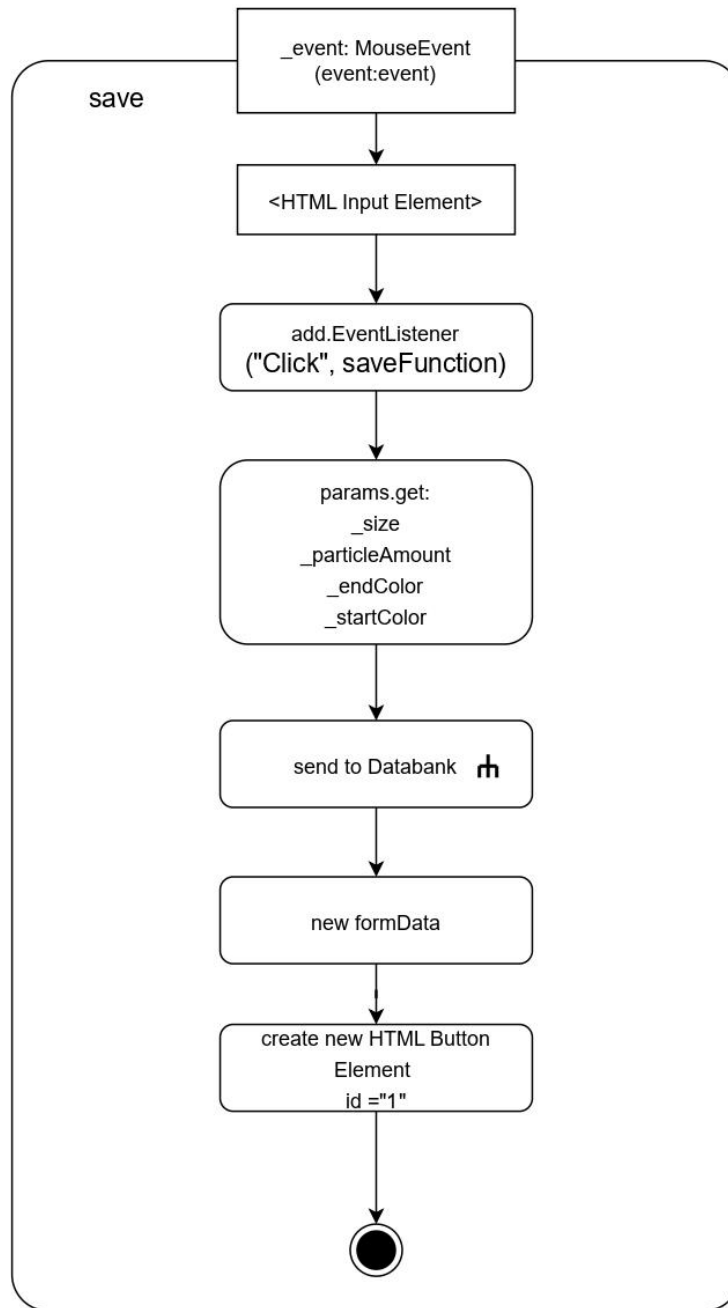 _event: MouseEvent
(event:event)
save
<HTML Input Element>
add.EventListener
("Click", saveFunction)
params.get:
_size
_particleAmount
_endColor
_startColor
send to Databank
new formData
create new HTML Button
Element
id ="1"